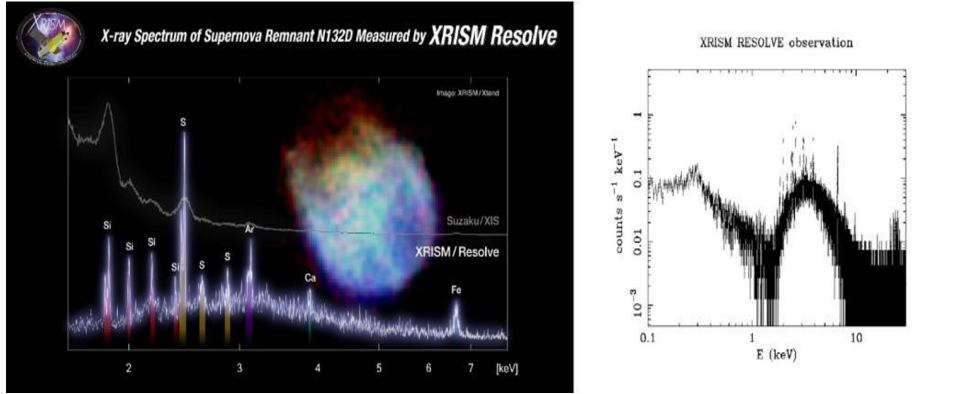 XRISM
X-ray Spectrum of Supernova Remnant N132D Measured by XRISM Resolve
Image: XRISM/Xtend
S
Suzaku/XIS
XRISM/Resolve
Si
Si
Si
Si
S
S
Ar
Ca
Fe
2 3 4 5 6 7 [keV]
XRISM RESOLVE observation
counts s⁻¹ keV⁻¹
1
0.1
0.01
10⁻³
0.1 1 10
E (keV)